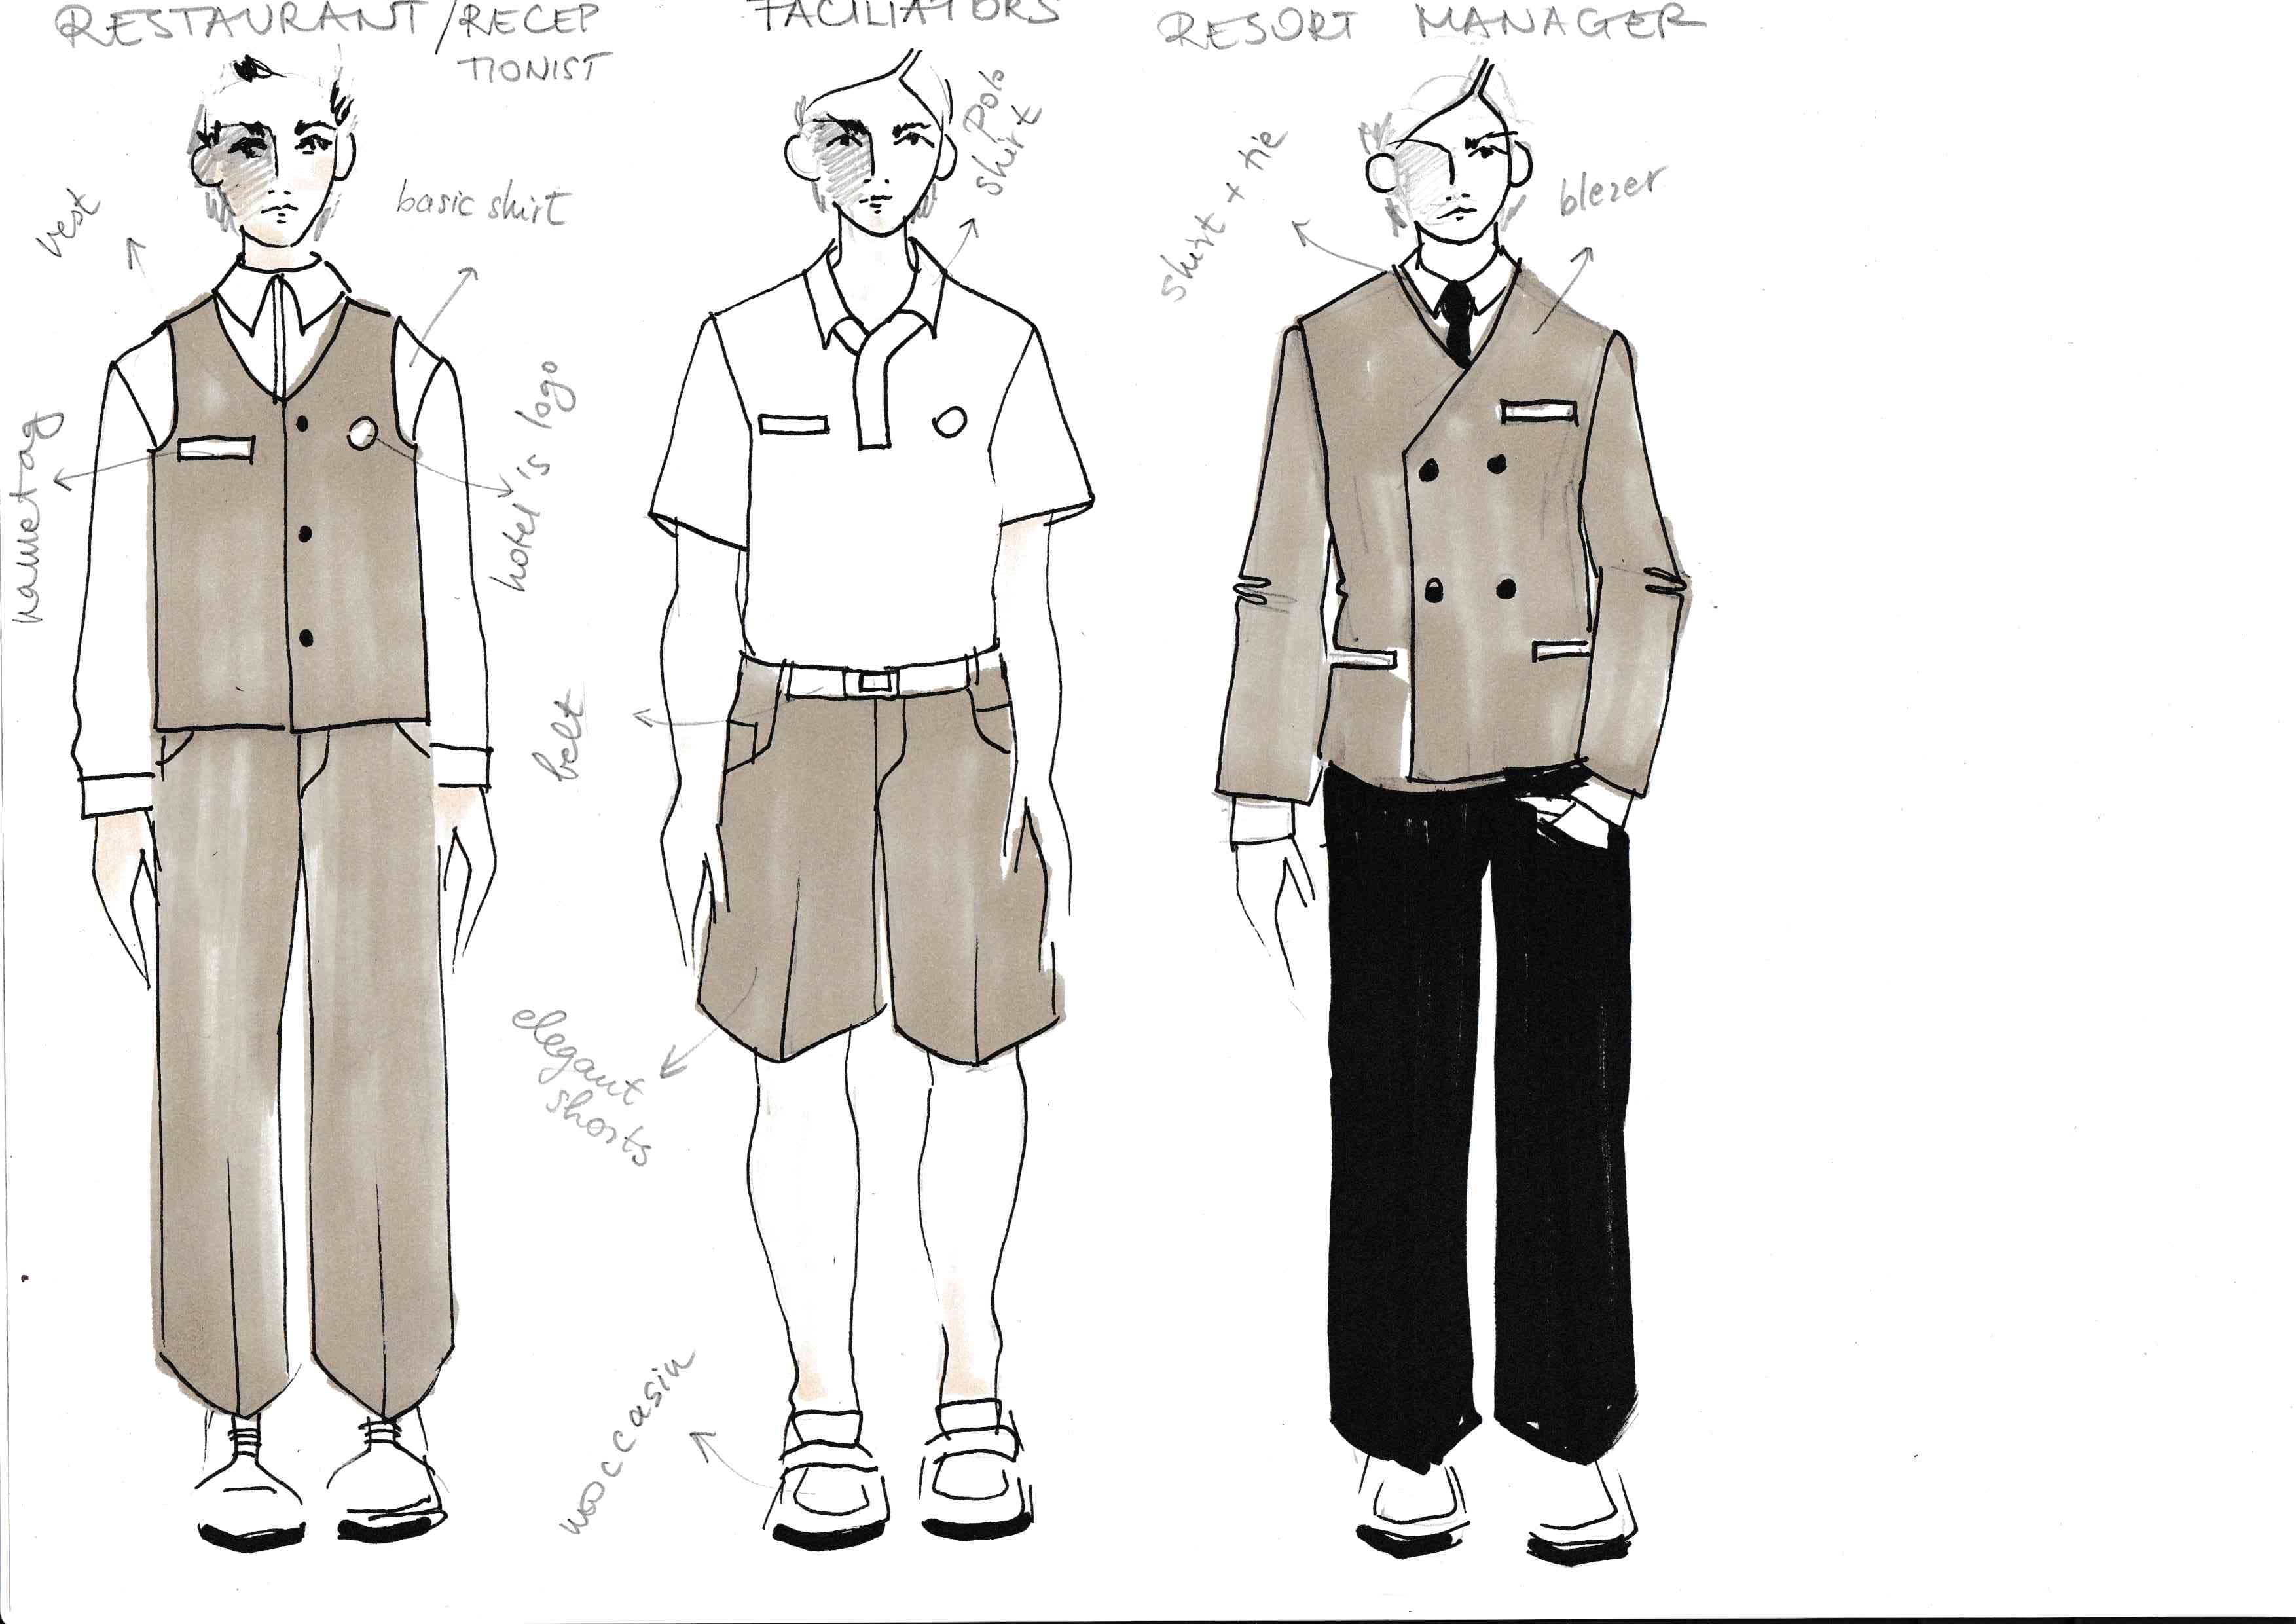 RESTAURANT/RECEP
TIONIST
FACILIATORS
RESORT MANAGER
vest
basic shirt
nametag
hotel's logo
Polo
shirt
belt
elegant
shorts
moccasin
shirt + tie
blezer